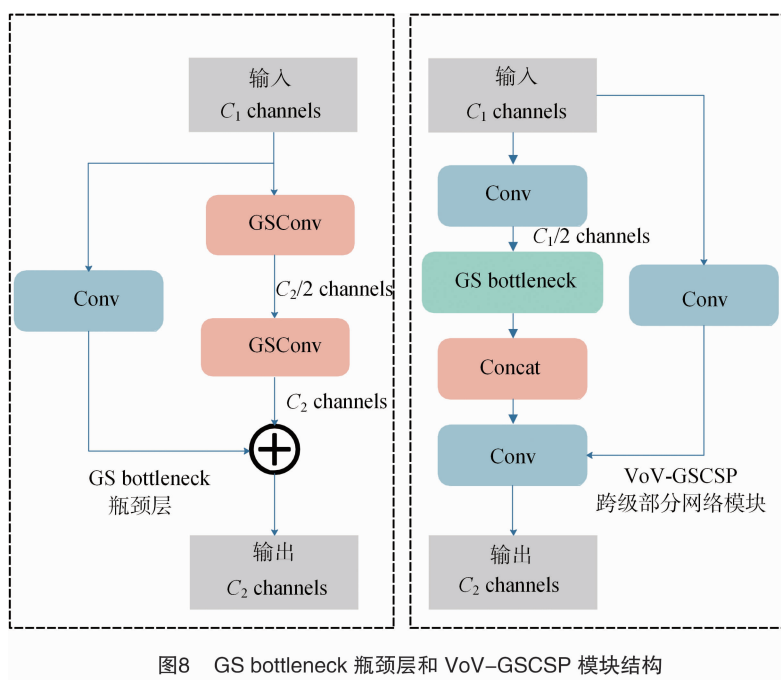 输入
C₁ channels
GSConv
Conv
C₂/2 channels
GSConv
C₂ channels
GS bottleneck
瓶颈层
输出
C₂ channels
输入
C₁ channels
Conv
C₁/2 channels
GS bottleneck
Conv
Concat
Conv
VoV-GSCSP
跨级部分网络模块
输出
C₂ channels
图8 GS bottleneck 瓶颈层和 VoV-GSCSP 模块结构